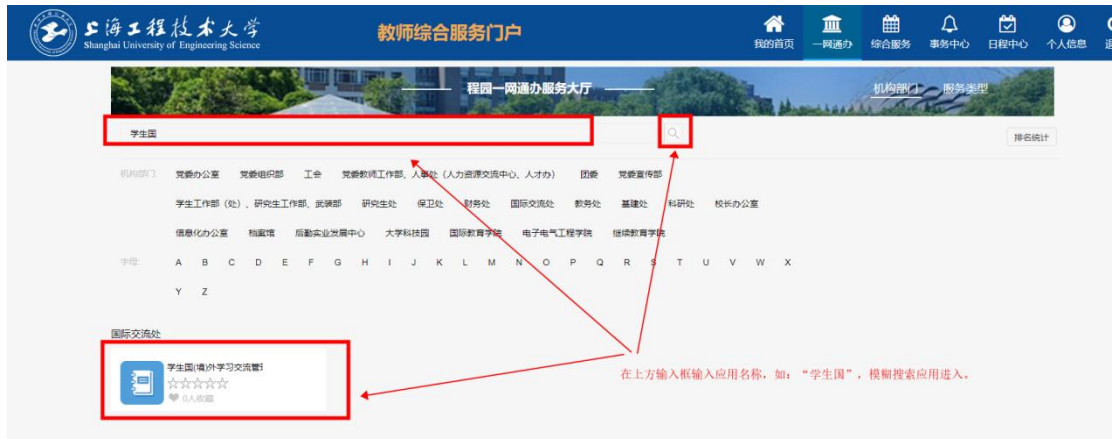 上海工程技术大学
Shanghai University of Engineering Science
教师综合服务门户
我的首页 一网通办 综合服务 事务中心 日程中心 个人信息
程园一网通办服务大厅
机构部门 服务类型
学生国
排名统计
机构部门: 党委办公室 党委组织部 工会 党委教师工作部、人事处（人力资源交流中心、人才办） 团委 党委宣传部
学生工作部（处）、研究生工作部、武装部 研究生处 保卫处 财务处 国际交流处 教务处 基建处 科研处 校长办公室
信息化办公室 档案馆 后勤实业发展中心 大学科技园 国际教育学院 电子电气工程学院 继续教育学院
字母: A B C D E F G H I J K L M N O P Q R S T U V W X
Y Z
国际交流处
学生国(境)外学习交流管
0人收藏
在上方输入框输入应用名称，如：“学生国”，模糊搜索应用进入。